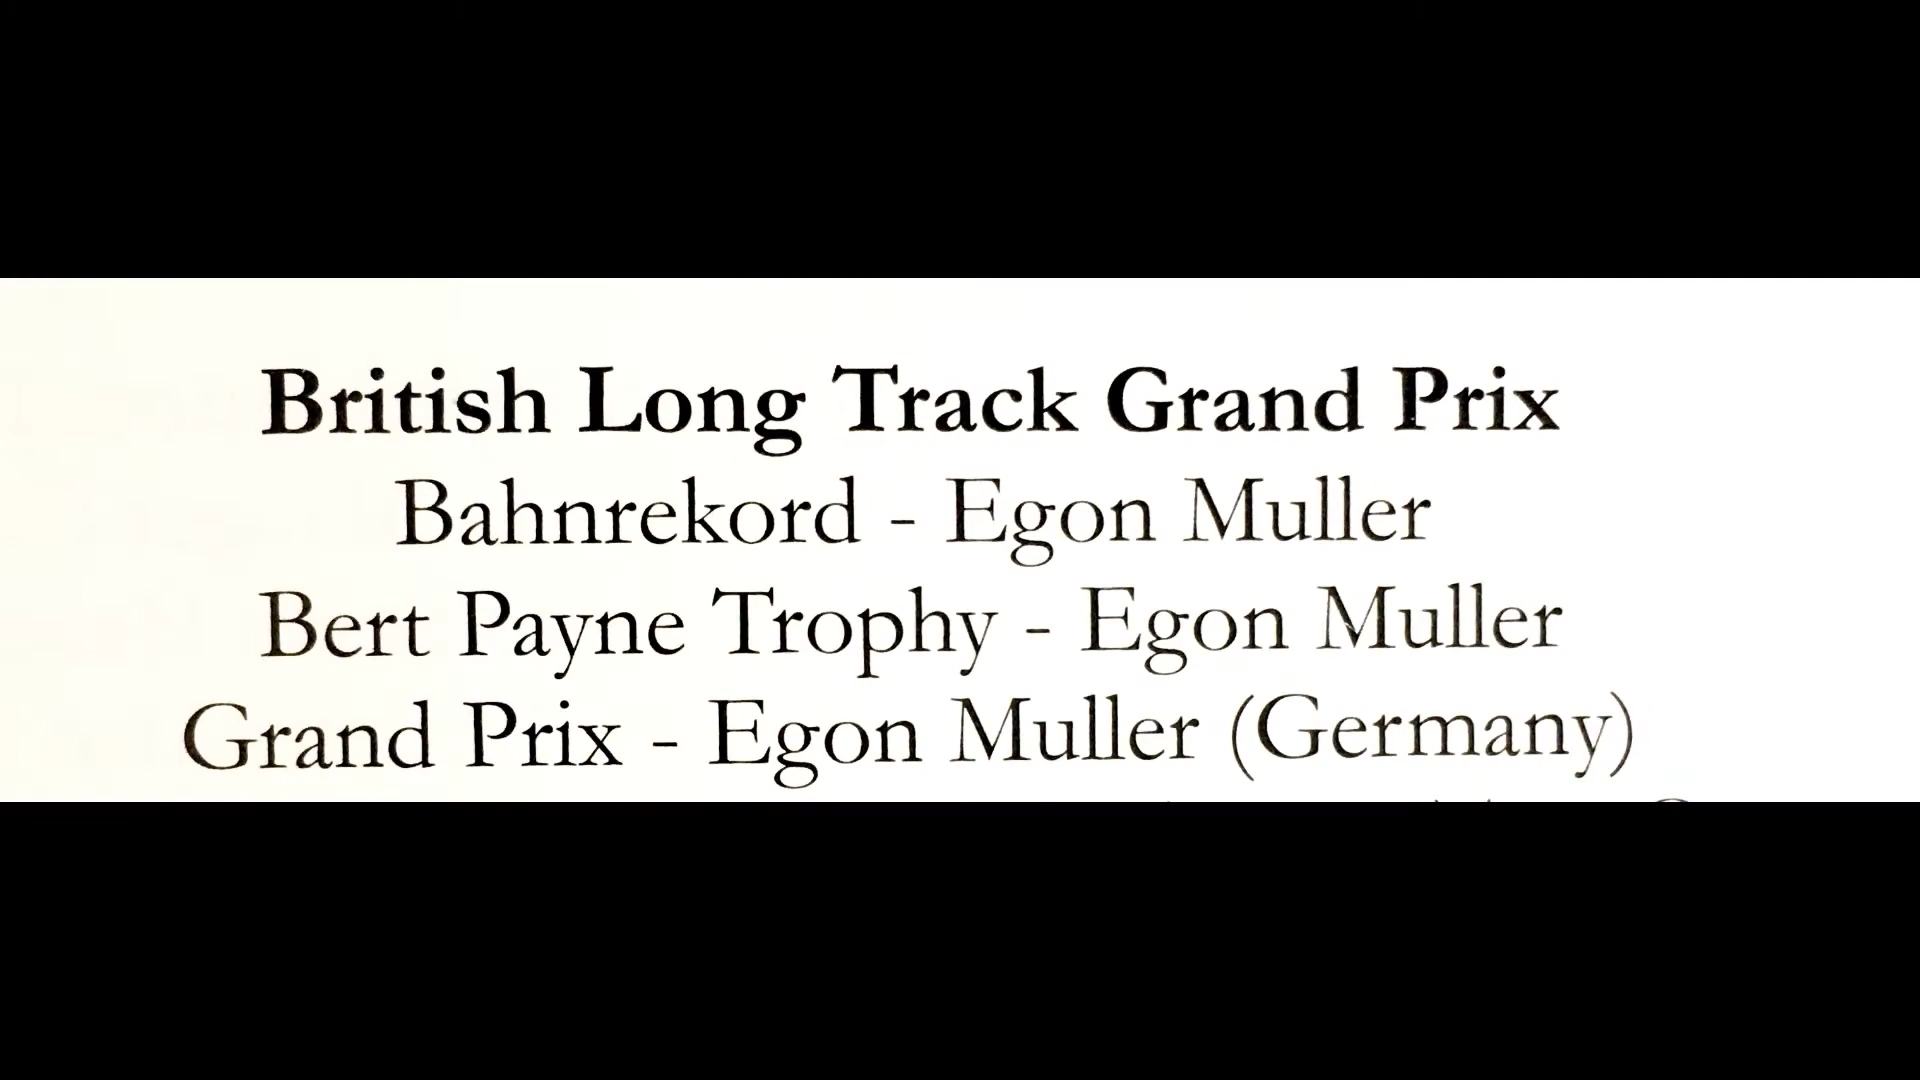 British Long Track Grand Prix
Bahnrekord - Egon Muller
Bert Payne Trophy - Egon Muller
Grand Prix - Egon Muller (Germany)